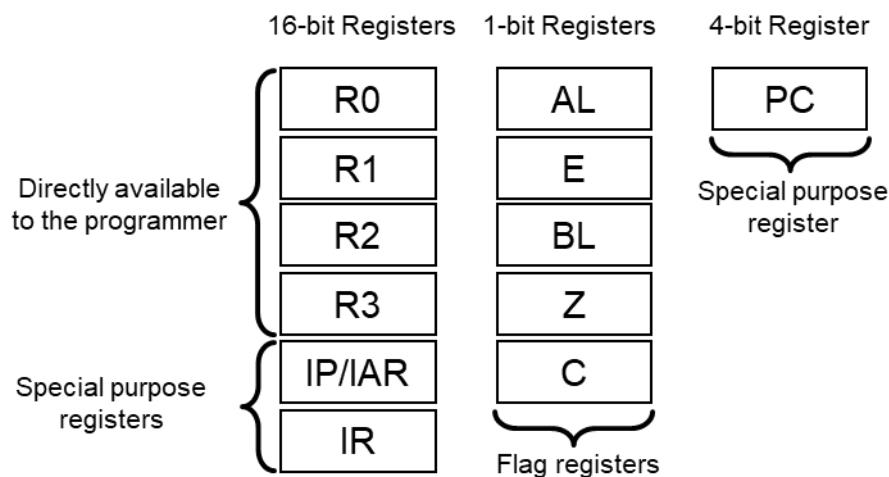 16-bit Registers
1-bit Registers
4-bit Register
R0
AL
PC
R1
E
Directly available
to the programmer
Special purpose
register
R2
BL
R3
Z
IP/IAR
C
Special purpose
registers
IR
Flag registers